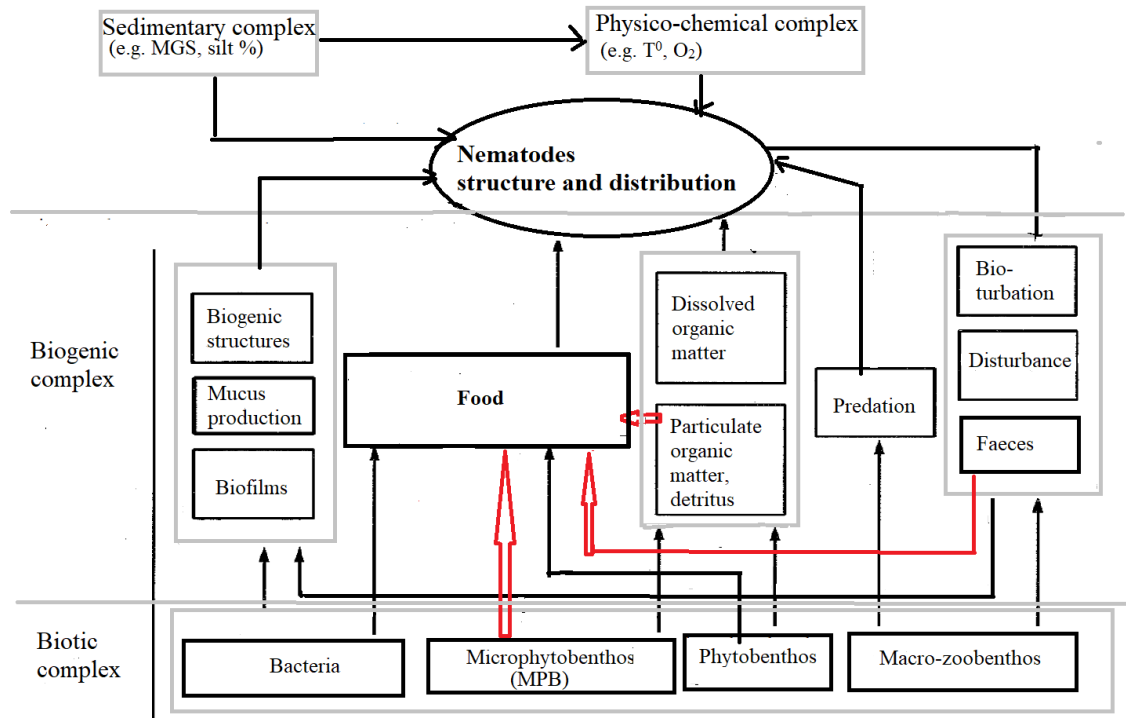 Sedimentary complex
(e.g. MGS, silt %)
Physico-chemical complex
(e.g. T⁰, O₂)
Nematodes
structure and distribution
Biogenic
complex
Biogenic
structures
Mucus
production
Biofilms
Food
Dissolved
organic
matter
Particulate
organic
matter,
detritus
Predation
Bio-
turbation
Disturbance
Faeces
Biotic
complex
Bacteria
Microphytobenthos
(MPB)
Phytobenthos
Macro-zoobenthos